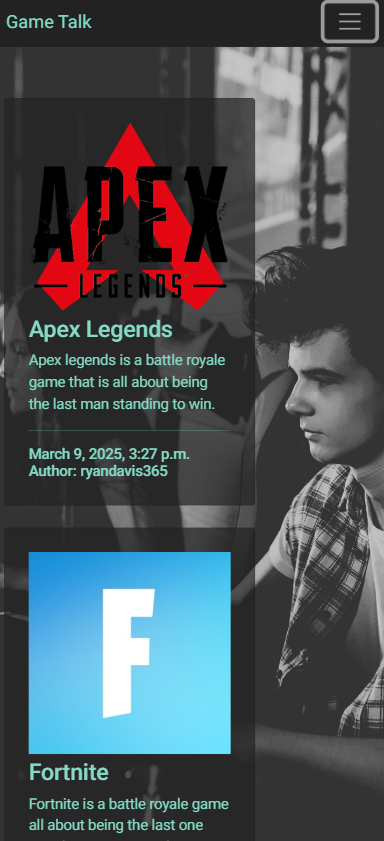 Game Talk
APEX
LEGENDS
Apex Legends
Apex legends is a battle royale
game that is all about being
the last man standing to win.
March 9, 2025, 3:27 p.m.
Author: ryandavis365
F
Fortnite
Fortnite is a battle royale game
all about being the last one